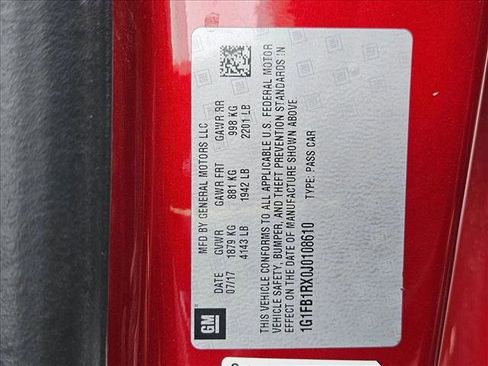 GM
MFD BY GENERAL MOTORS LLC
DATE GVWR GAWR FRT GAWR RR
07/17 1879 KG 881 KG 998 KG
4143 LB 1942 LB 2201 LB
THIS VEHICLE CONFORMS TO ALL APPLICABLE U.S. FEDERAL MOTOR
VEHICLE SAFETY, BUMPER, AND THEFT PREVENTION STANDARDS IN
EFFECT ON THE DATE OF MANUFACTURE SHOWN ABOVE.
1G1FB1RX0J0108610 TYPE: PASS CAR